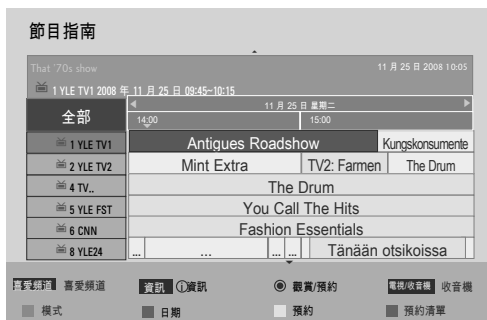 節目指南
That '70s show 11 月 25 日 2008 10:05
1 YLE TV1 2008 年 11 月 25 日 09:45~10:15
全部 11 月 25 日 星期二
14:00 15:00
1 YLE TV1 Antigues Roadshow Kungskonsumente
2 YLE TV2 Mint Extra TV2: Farmen The Drum
4 TV.. The Drum
5 YLE FST You Call The Hits
6 CNN Fashion Essentials
8 YLE24 ... ... ... ... Tänään otsikoissa
喜愛頻道 喜愛頻道 資訊 ⓘ資訊 ◉ 觀賞/預約 電視/收音機 收音機
模式 日期 預約 預約清單